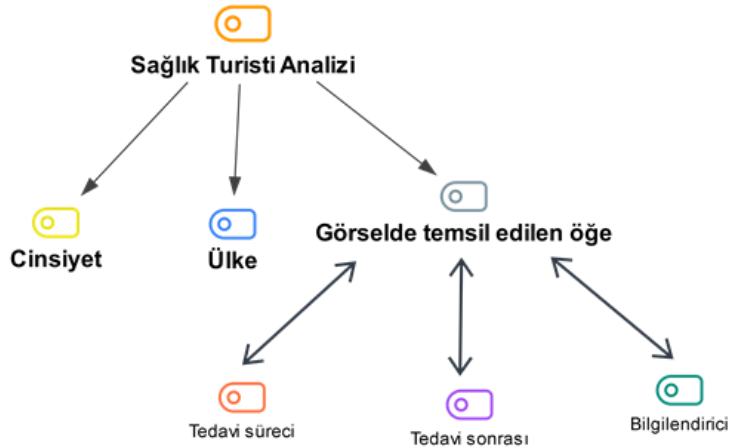 Sağlık Turisti Analizi
Cinsiyet
Ülke
Görselde temsil edilen öğe
Tedavi süreci
Tedavi sonrası
Bilgilendirici